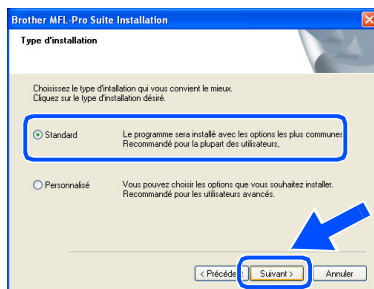 Brother MFL-Pro Suite Installation
Type d'installation
Choisissez le type d'intallation qui vous convient le mieux.
Cliquez sur le type d'installation désiré.
Standard
Le programme sera installé avec les options les plus communes
Recommandé pour la plupart des utilisateurs,
Personnalisé
Vous pouvez choisir les options que vous souhaitez installer.
Recommandé pour les utilisateurs avancés.
< Précéde
Suivant >
Annuler